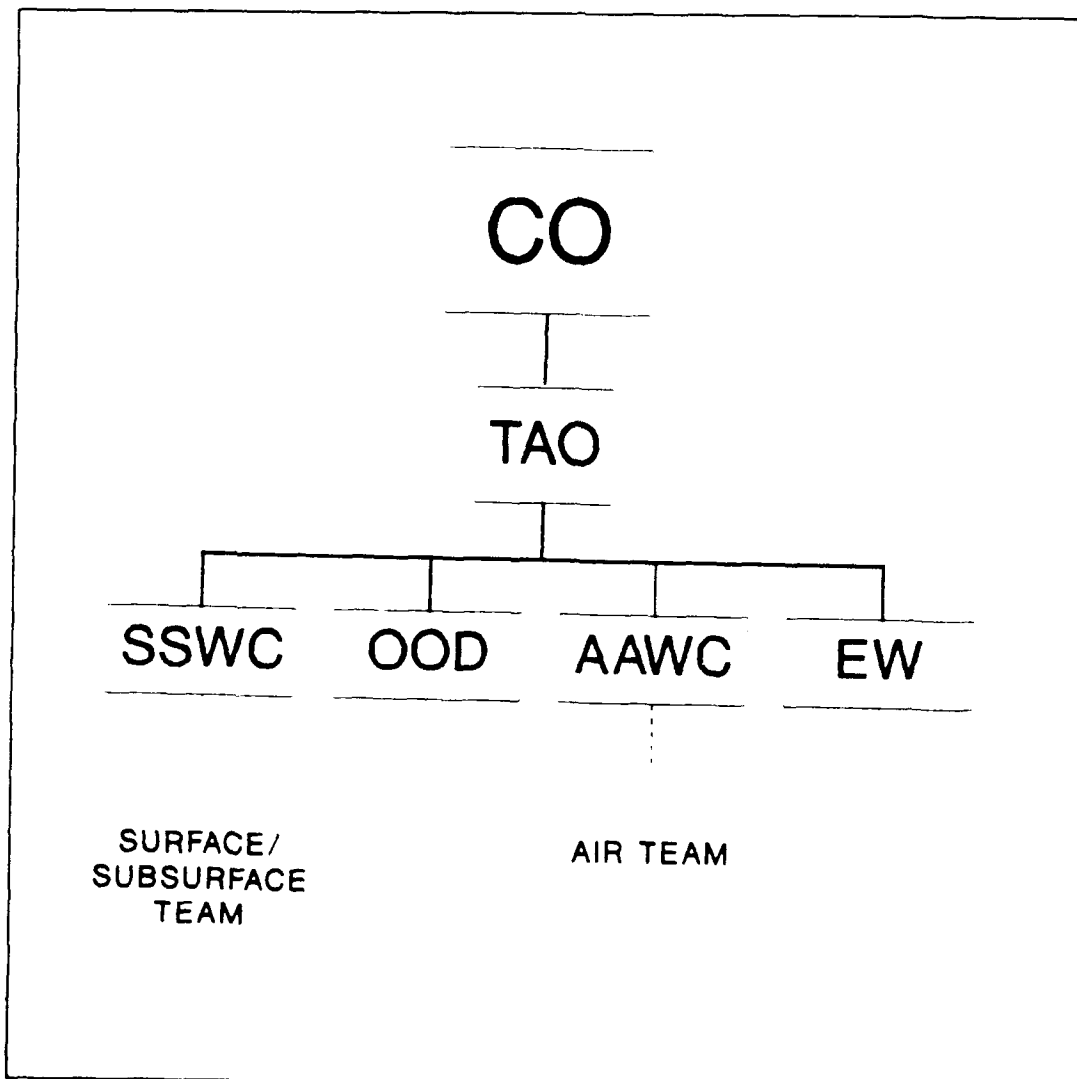 CO
TAO
SSWC OOD AAWC EW
SURFACE/
SUBSURFACE
TEAM
AIR TEAM